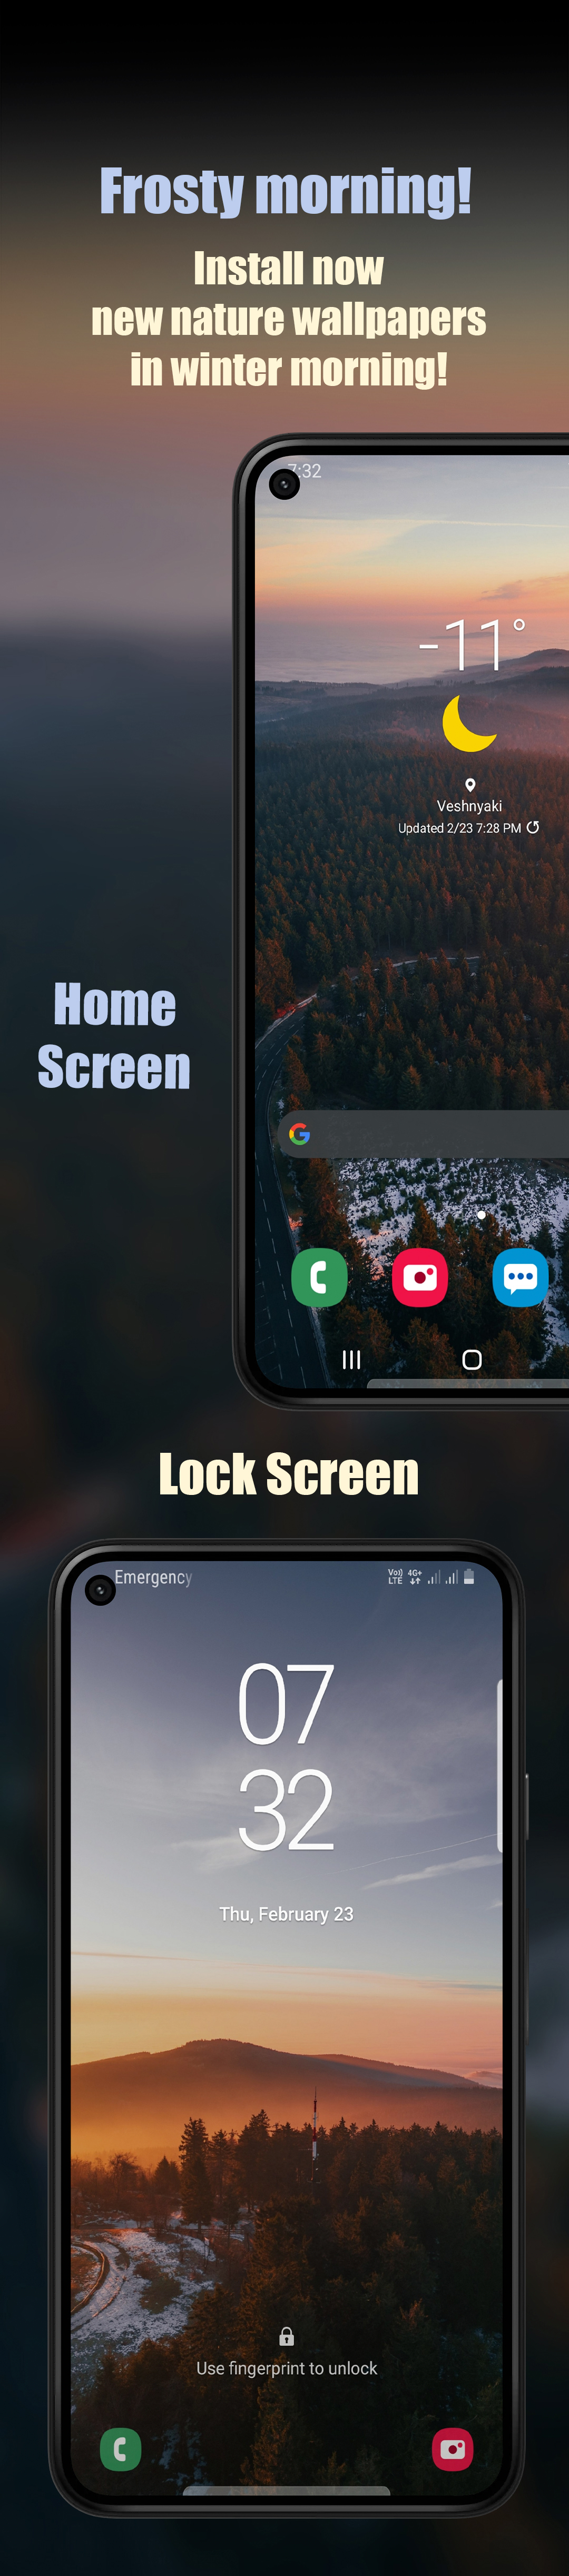 Frosty morning!
Install now
new nature wallpapers
in winter morning!
7:32
-11°
Veshnyaki
Updated 2/23 7:28 PM
Home
Screen
G
Lock Screen
Emergency
Vo) 4G+
LTE
07
32
Thu, February 23
Use fingerprint to unlock